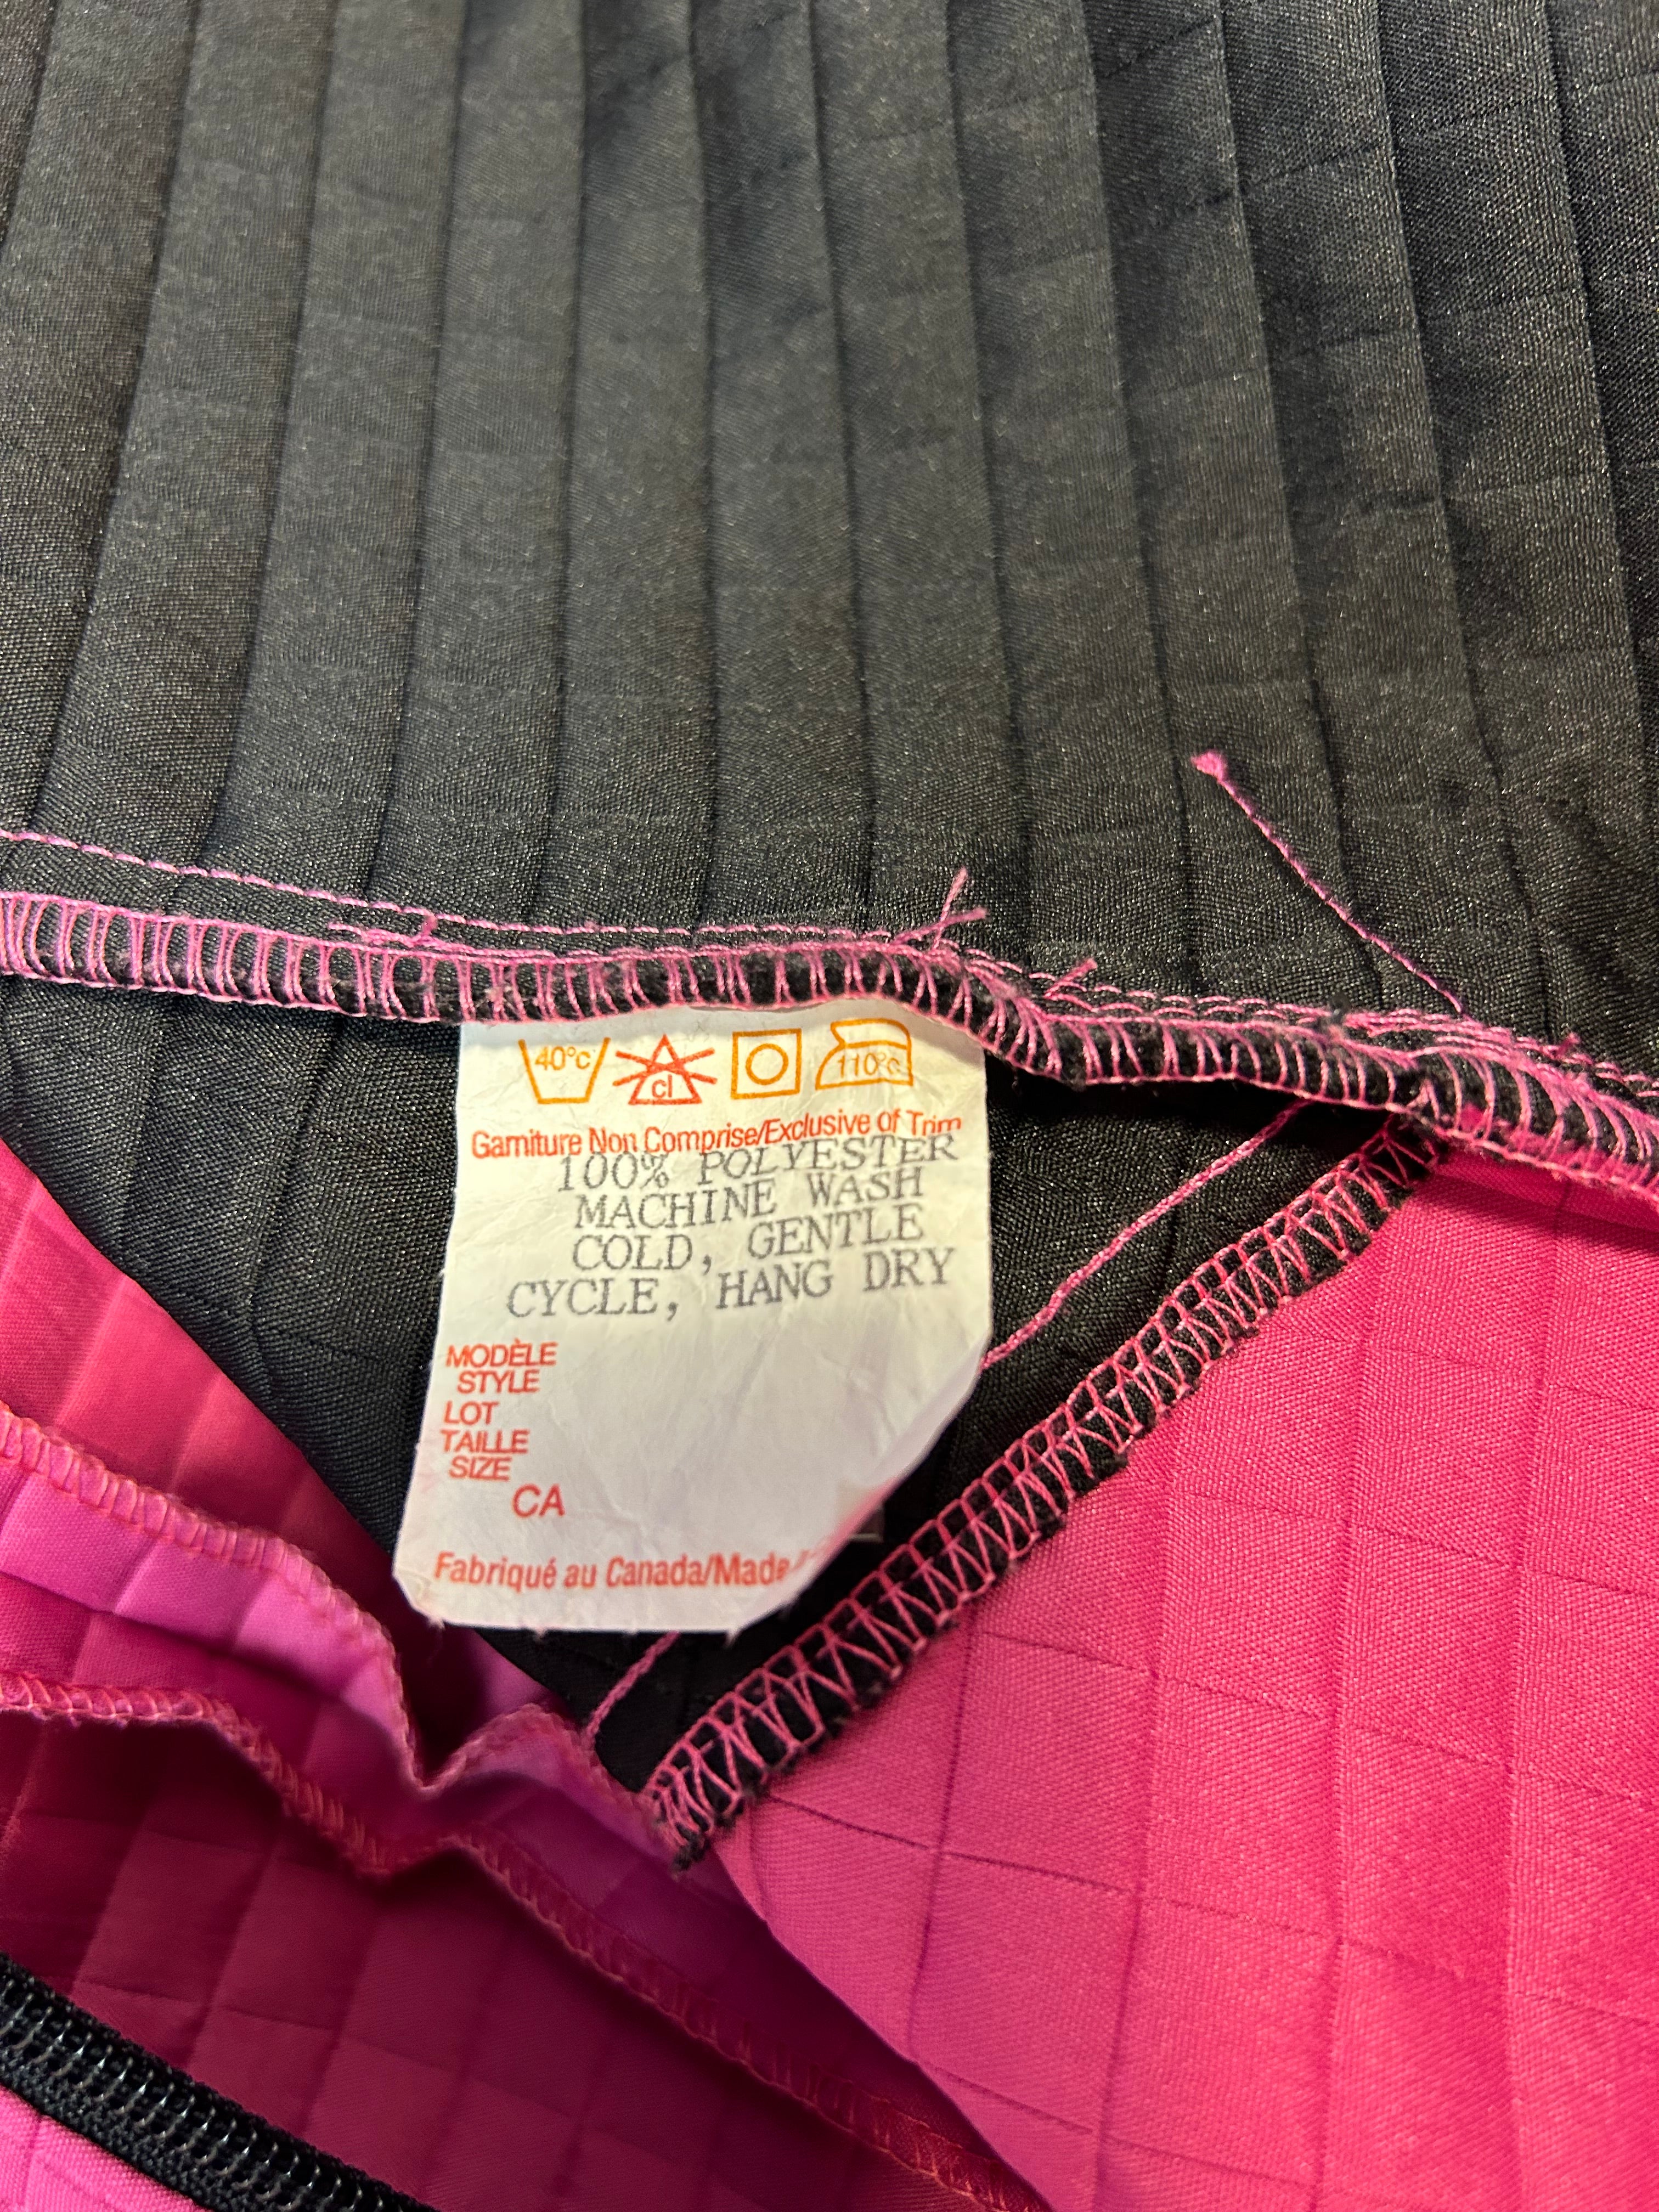 40°c cl 110°c
Garniture Non Comprise/Exclusive of Trim
100% POLYESTER
MACHINE WASH
COLD, GENTLE
CYCLE, HANG DRY
MODÈLE
STYLE
LOT
TAILLE
SIZE
CA
Fabriqué au Canada/Made